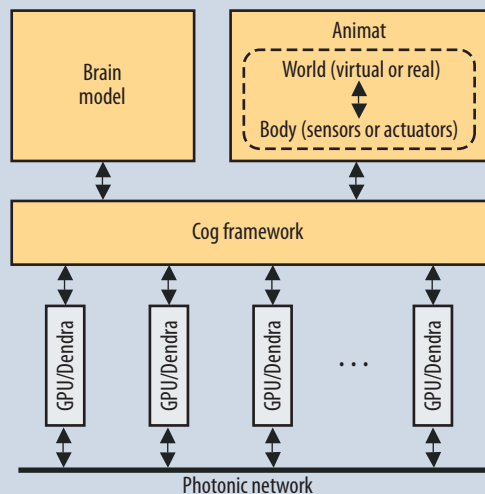 Brain
model
Animat
World (virtual or real)
Body (sensors or actuators)
Cog framework
GPU/Dendra
GPU/Dendra
GPU/Dendra
...
GPU/Dendra
Photonic network